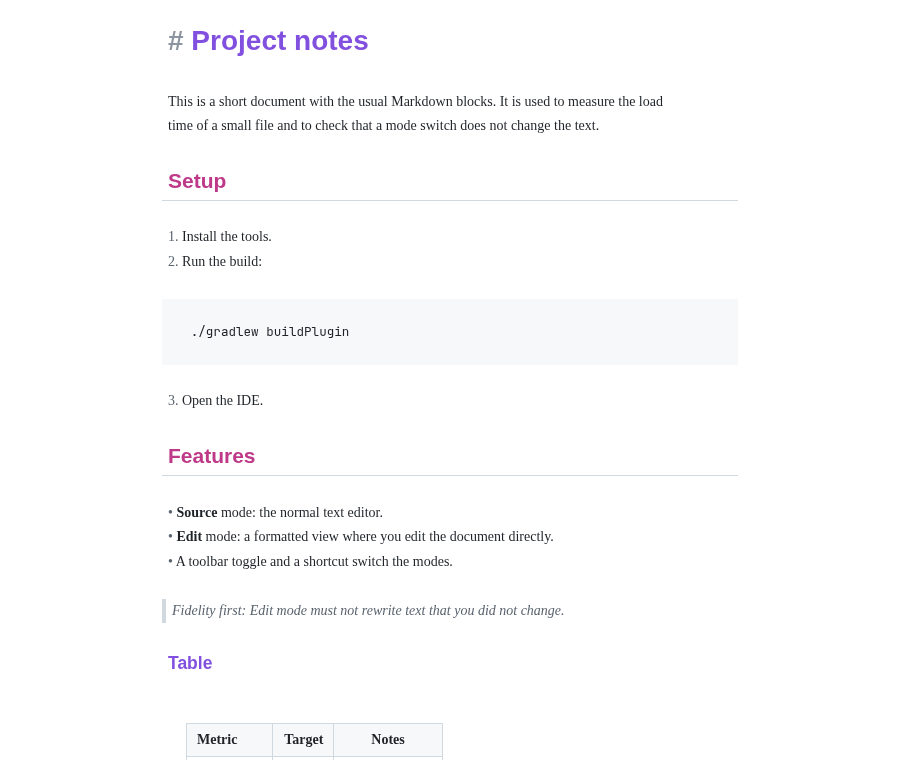 # Project notes
This is a short document with the usual Markdown blocks. It is used to measure the load
time of a small file and to check that a mode switch does not change the text.
Setup
1. Install the tools.
2. Run the build:
./gradlew buildPlugin
3. Open the IDE.
Features
• Source mode: the normal text editor.
• Edit mode: a formatted view where you edit the document directly.
• A toolbar toggle and a shortcut switch the modes.
Fidelity first: Edit mode must not rewrite text that you did not change.
Table
Metric Target Notes